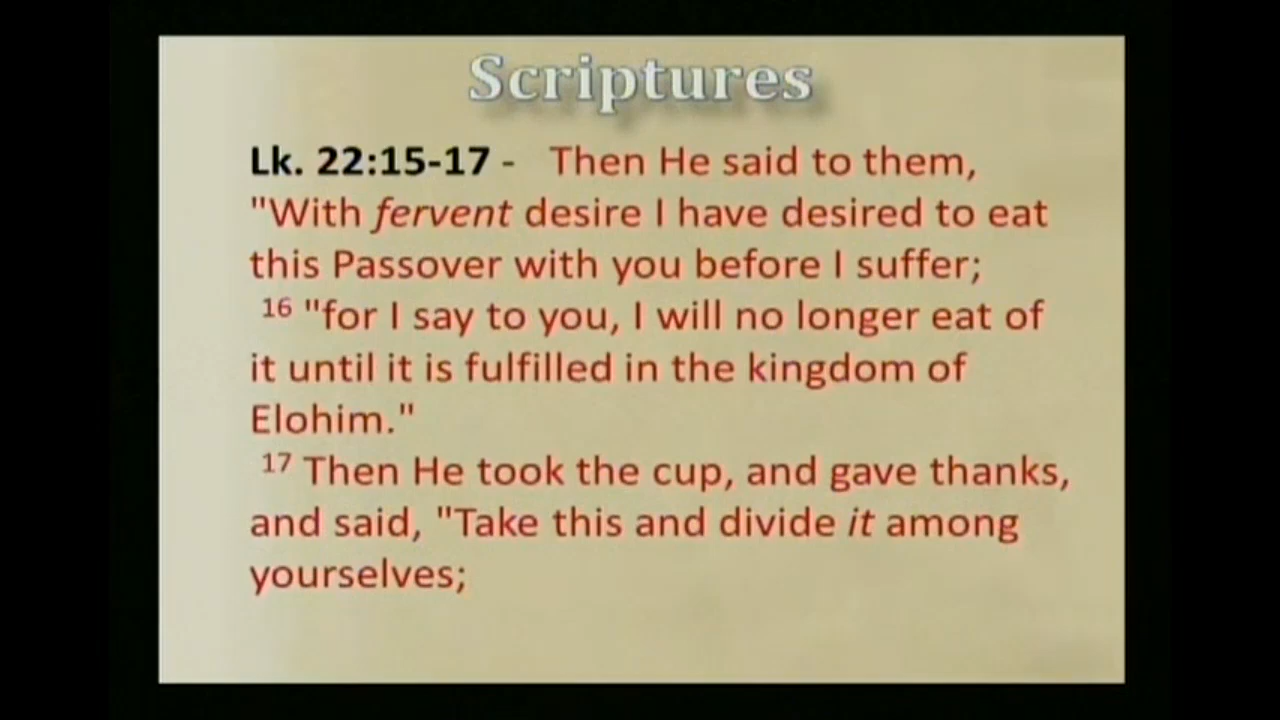 Scriptures
Lk. 22:15-17 - Then He said to them,
"With fervent desire I have desired to eat
this Passover with you before I suffer;
16 "for I say to you, I will no longer eat of
it until it is fulfilled in the kingdom of
Elohim."
17 Then He took the cup, and gave thanks,
and said, "Take this and divide it among
yourselves;